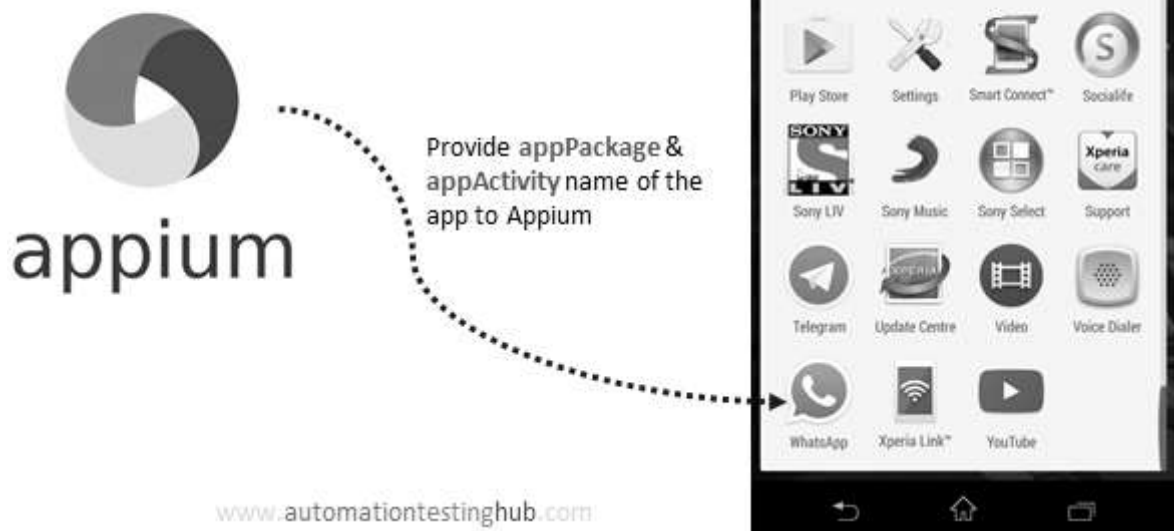 appium
Provide appPackage &
appActivity name of the
app to Appium
www.automationtestinghub.com
Play Store Settings Smart Connect™ Socialife
S
SONY
LIV
Xperia
care
Sony LIV Sony Music Sony Select Support
XPERIA
Telegram Update Centre Video Voice Dialer
WhatsApp Xperia Link™ YouTube